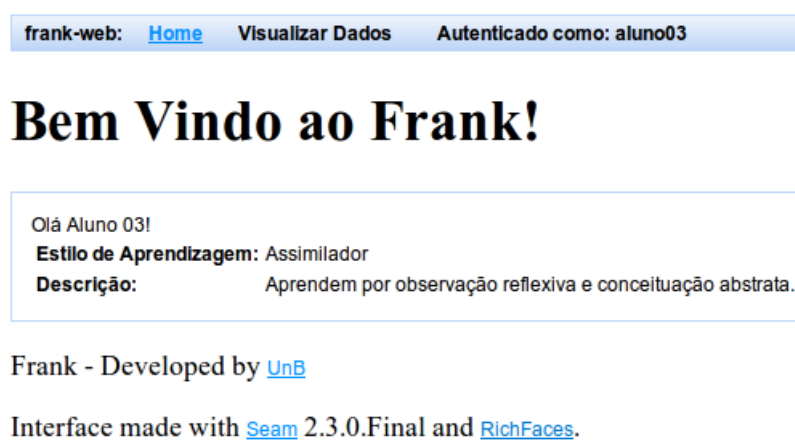 frank-web: Home Visualizar Dados Autenticado como: aluno03
Bem Vindo ao Frank!
Olá Aluno 03!
Estilo de Aprendizagem: Assimilador
Descrição: Aprendem por observação reflexiva e conceituação abstrata.
Frank - Developed by UnB
Interface made with Seam 2.3.0.Final and RichFaces.